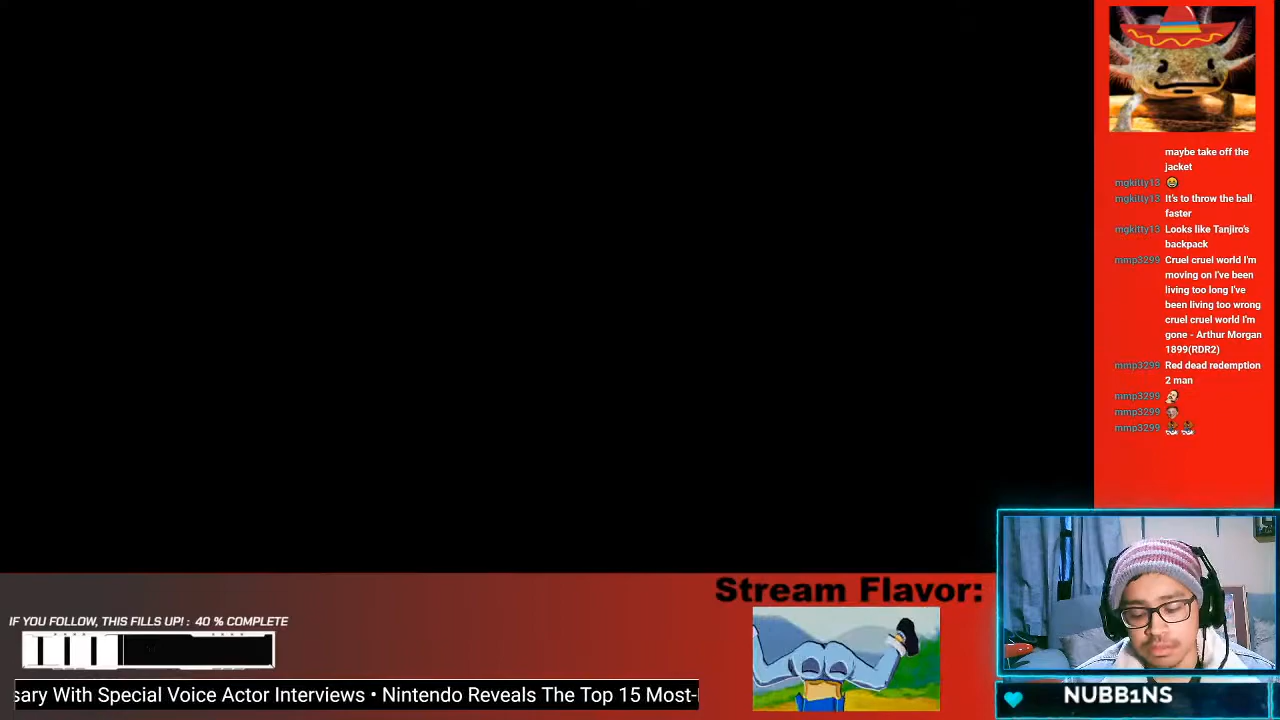 maybe take off the
jacket
mgkitty13
mgkitty13 It's to throw the ball
faster
mgkitty13 Looks like Tanjiro's
backpack
mmp3299 Cruel cruel world I'm
moving on I've been
living too long I've
been living too wrong
cruel cruel world I'm
gone - Arthur Morgan
1899(RDR2)
mmp3299 Red dead redemption
2 man
mmp3299
mmp3299
mmp3299
Stream Flavor:
IF YOU FOLLOW, THIS FILLS UP! : 40 % COMPLETE
sary With Special Voice Actor Interviews • Nintendo Reveals The Top 15 Most-
NUBB1NS